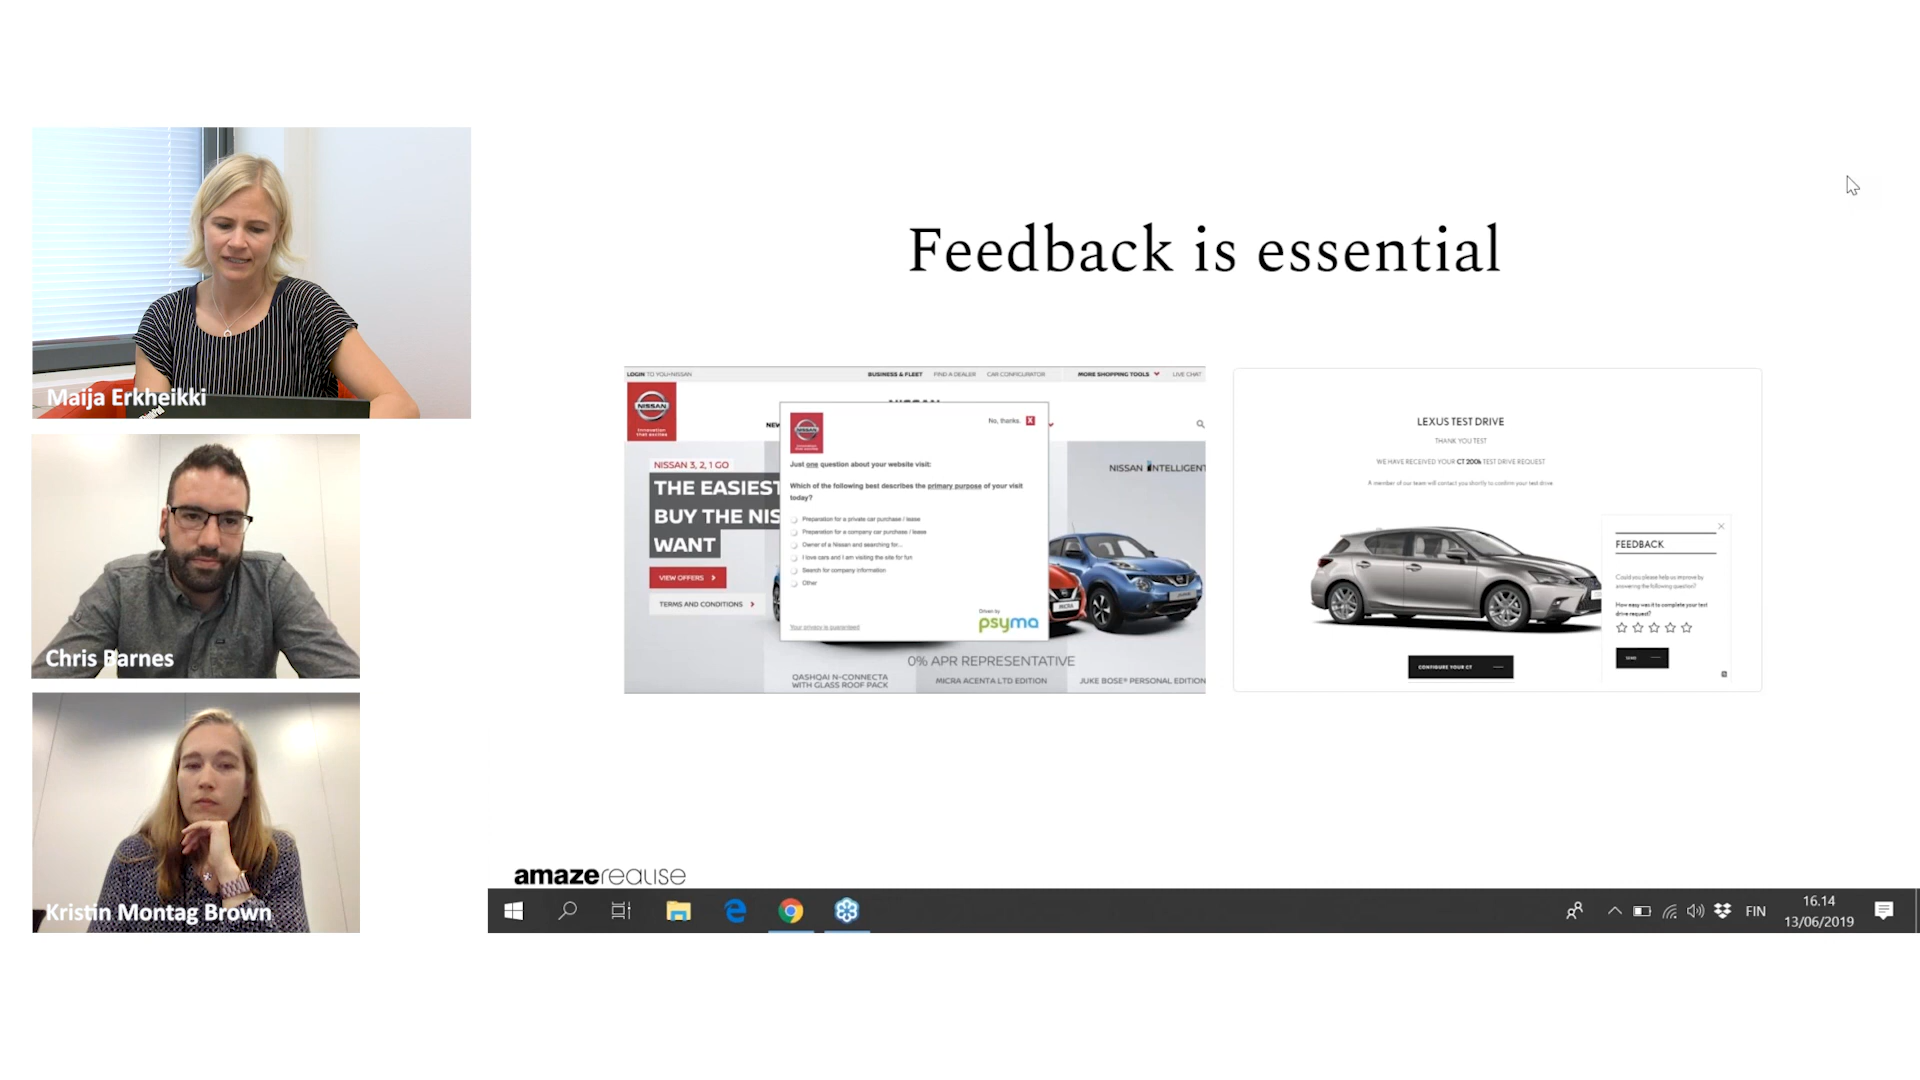 Maija Erkheikki
Chris Barnes
Kristin Montag Brown
Feedback is essential
LOGIN TO YOU+NISSAN
BUSINESS & FLEET
FIND A DEALER
CAR CONFIGURATOR
MORE SHOPPING TOOLS
LIVE CHAT
NISSAN
Innovation
that excites
NISSAN
NEW
NISSAN 3, 2, 1 GO
THE EASIEST
BUY THE NIS
WANT
VIEW OFFERS
TERMS AND CONDITIONS
NISSAN INTELLIGENT
No, thanks. X
Just one question about your website visit:
Which of the following best describes the primary purpose of your visit
today?
Preparation for a private car purchase / lease
Preparation for a company car purchase / lease
Owner of a Nissan and searching for...
I love cars and I am visiting the site for fun
Search for company information
Other
Your privacy is guaranteed
Driven by
psyma
MICRA
0% APR REPRESENTATIVE
QASHQAI N-CONNECTA
WITH GLASS ROOF PACK
MICRA ACENTA LTD EDITION
JUKE BOSE® PERSONAL EDITION
LEXUS TEST DRIVE
THANK YOU TEST
WE HAVE RECEIVED YOUR CT 200h TEST DRIVE REQUEST
A member of our team will contact you shortly to confirm your test drive
CONFIGURE YOUR CT
FEEDBACK
Could you please help us improve by
answering the following question?
How easy was it to complete your test
drive request?
SEND
amazerealise
FIN
16.14
13/06/2019